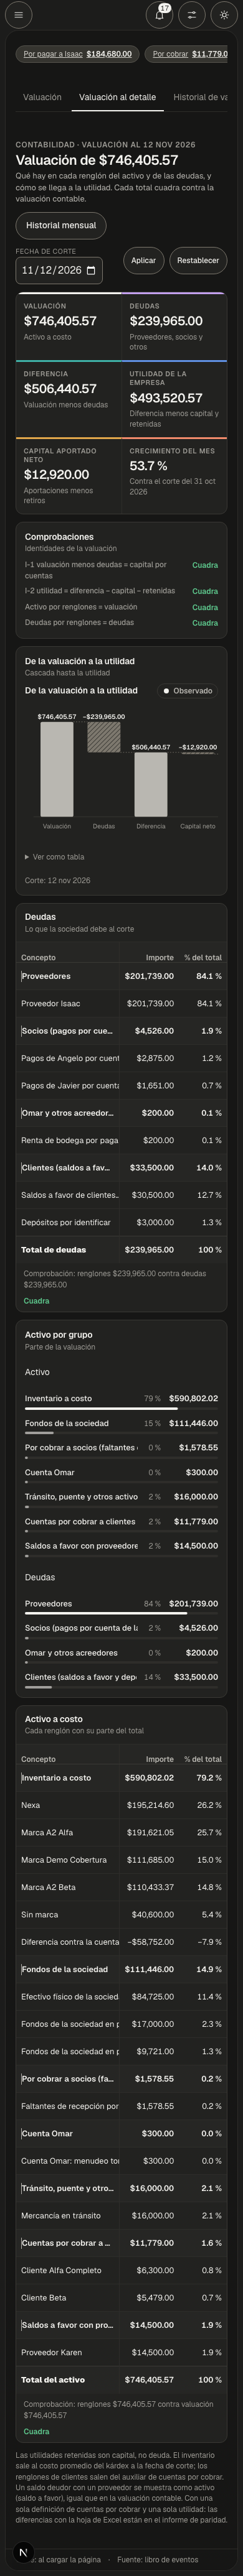 17
Por pagar a Isaac $184,680.00
Por cobrar $11,779.0
Valuación
Valuación al detalle
Historial de va
CONTABILIDAD · VALUACIÓN AL 12 NOV 2026
Valuación de $746,405.57
Qué hay en cada renglón del activo y de las deudas, y
cómo se llega a la utilidad. Cada total cuadra contra la
valuación contable.
Historial mensual
FECHA DE CORTE
11/12/2026
Aplicar
Restablecer
VALUACIÓN
$746,405.57
Activo a costo
DEUDAS
$239,965.00
Proveedores, socios y
otros
DIFERENCIA
$506,440.57
Valuación menos deudas
UTILIDAD DE LA
EMPRESA
$493,520.57
Diferencia menos capital y
retenidas
CAPITAL APORTADO
NETO
$12,920.00
Aportaciones menos
retiros
CRECIMIENTO DEL MES
53.7 %
Contra el corte del 31 oct
2026
Comprobaciones
Identidades de la valuación
I-1 valuación menos deudas = capital por
cuentas
Cuadra
I-2 utilidad = diferencia − capital − retenidas
Cuadra
Activo por renglones = valuación
Cuadra
Deudas por renglones = deudas
Cuadra
De la valuación a la utilidad
Cascada hasta la utilidad
De la valuación a la utilidad
Observado
$746,405.57
−$239,965.00
$506,440.57
−$12,920.00
Valuación
Deudas
Diferencia
Capital neto
Ver como tabla
Corte: 12 nov 2026
Deudas
Lo que la sociedad debe al corte
Concepto Importe % del total
Proveedores $201,739.00 84.1 %
Proveedor Isaac $201,739.00 84.1 %
Socios (pagos por cue... $4,526.00 1.9 %
Pagos de Angelo por cuent $2,875.00 1.2 %
Pagos de Javier por cuenta $1,651.00 0.7 %
Omar y otros acreedor... $200.00 0.1 %
Renta de bodega por paga $200.00 0.1 %
Clientes (saldos a fav... $33,500.00 14.0 %
Saldos a favor de clientes... $30,500.00 12.7 %
Depósitos por identificar $3,000.00 1.3 %
Total de deudas $239,965.00 100 %
Comprobación: renglones $239,965.00 contra deudas
$239,965.00
Cuadra
Activo por grupo
Parte de la valuación
Activo
Inventario a costo 79 % $590,802.02
Fondos de la sociedad 15 % $111,446.00
Por cobrar a socios (faltantes 0 % $1,578.55
Cuenta Omar 0 % $300.00
Tránsito, puente y otros activo 2 % $16,000.00
Cuentas por cobrar a clientes 2 % $11,779.00
Saldos a favor con proveedore 2 % $14,500.00
Deudas
Proveedores 84 % $201,739.00
Socios (pagos por cuenta de la 2 % $4,526.00
Omar y otros acreedores 0 % $200.00
Clientes (saldos a favor y depó 14 % $33,500.00
Activo a costo
Cada renglón con su parte del total
Concepto Importe % del total
Inventario a costo $590,802.02 79.2 %
Nexa $195,214.60 26.2 %
Marca A2 Alfa $191,621.05 25.7 %
Marca Demo Cobertura $111,685.00 15.0 %
Marca A2 Beta $110,433.37 14.8 %
Sin marca $40,600.00 5.4 %
Diferencia contra la cuenta −$58,752.00 −7.9 %
Fondos de la sociedad $111,446.00 14.9 %
Efectivo físico de la socied $84,725.00 11.4 %
Fondos de la sociedad en p $17,000.00 2.3 %
Fondos de la sociedad en p $9,721.00 1.3 %
Por cobrar a socios (fa... $1,578.55 0.2 %
Faltantes de recepción por $1,578.55 0.2 %
Cuenta Omar $300.00 0.0 %
Cuenta Omar: menudeo to $300.00 0.0 %
Tránsito, puente y otro... $16,000.00 2.1 %
Mercancía en tránsito $16,000.00 2.1 %
Cuentas por cobrar a ... $11,779.00 1.6 %
Cliente Alfa Completo $6,300.00 0.8 %
Cliente Beta $5,479.00 0.7 %
Saldos a favor con pro... $14,500.00 1.9 %
Proveedor Karen $14,500.00 1.9 %
Total del activo $746,405.57 100 %
Comprobación: renglones $746,405.57 contra valuación
$746,405.57
Cuadra
Las utilidades retenidas son capital, no deuda. El inventario
sale al costo promedio del kárdex a la fecha de corte; los
renglones de clientes salen del auxiliar de cuentas por cobrar.
Un saldo deudor con un proveedor se muestra como activo
(saldo a favor), igual que en la valuación contable. Con una
sola definición de cuentas por cobrar y una sola utilidad: las
diferencias con la hoja de Excel están en el informe de paridad.
N
al cargar la página · Fuente: libro de eventos